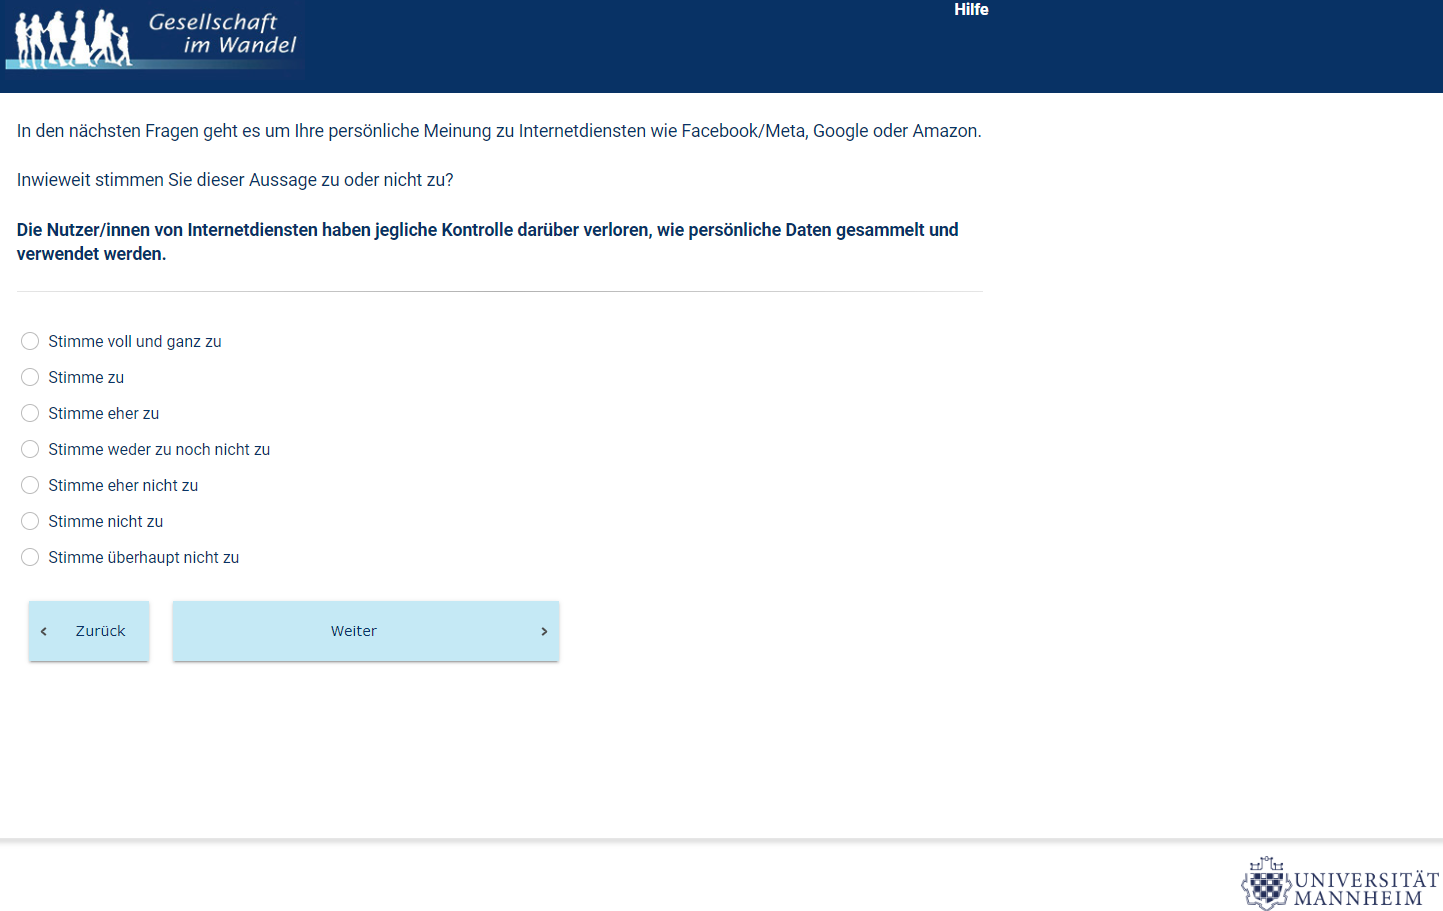 Gesellschaft
im Wandel
Hilfe
In den nächsten Fragen geht es um Ihre persönliche Meinung zu Internetdiensten wie Facebook/Meta, Google oder Amazon.
Inwieweit stimmen Sie dieser Aussage zu oder nicht zu?
Die Nutzer/innen von Internetdiensten haben jegliche Kontrolle darüber verloren, wie persönliche Daten gesammelt und
verwendet werden.
Stimme voll und ganz zu
Stimme zu
Stimme eher zu
Stimme weder zu noch nicht zu
Stimme eher nicht zu
Stimme nicht zu
Stimme überhaupt nicht zu
Zurück
Weiter
UNIVERSITÄT
MANNHEIM